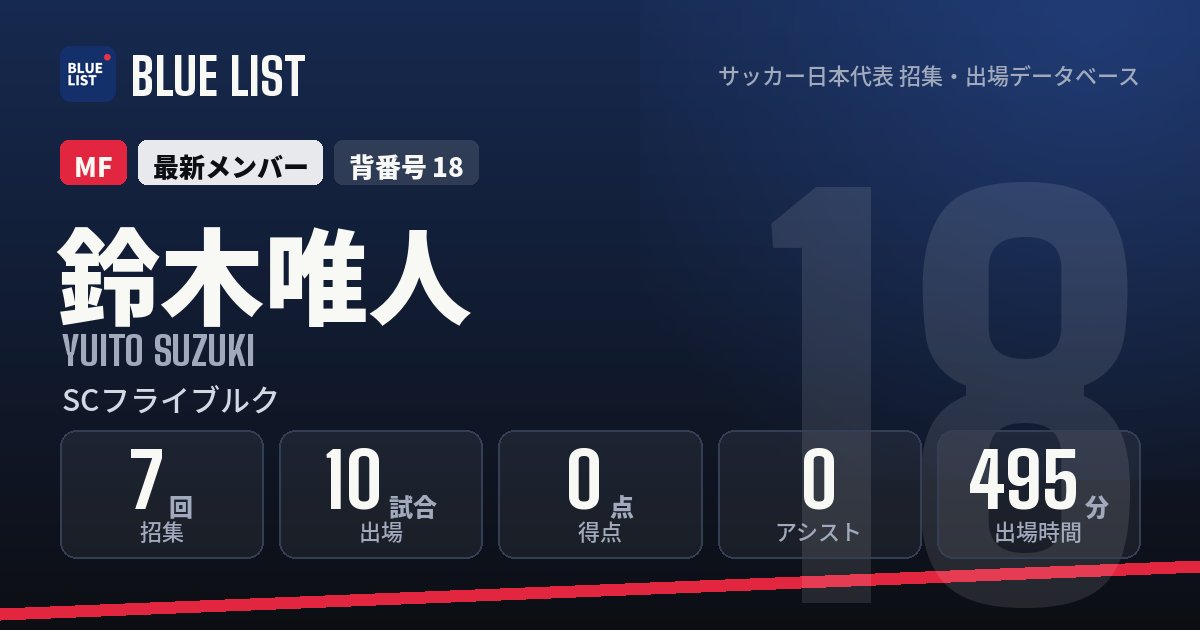 BLUE LIST
BLUE LIST
サッカー日本代表 招集・出場データベース
MF
最新メンバー
背番号 18
18
鈴木唯人
YUITO SUZUKI
SCフライブルク
7回
招集
10試合
出場
0点
得点
0
アシスト
495分
出場時間